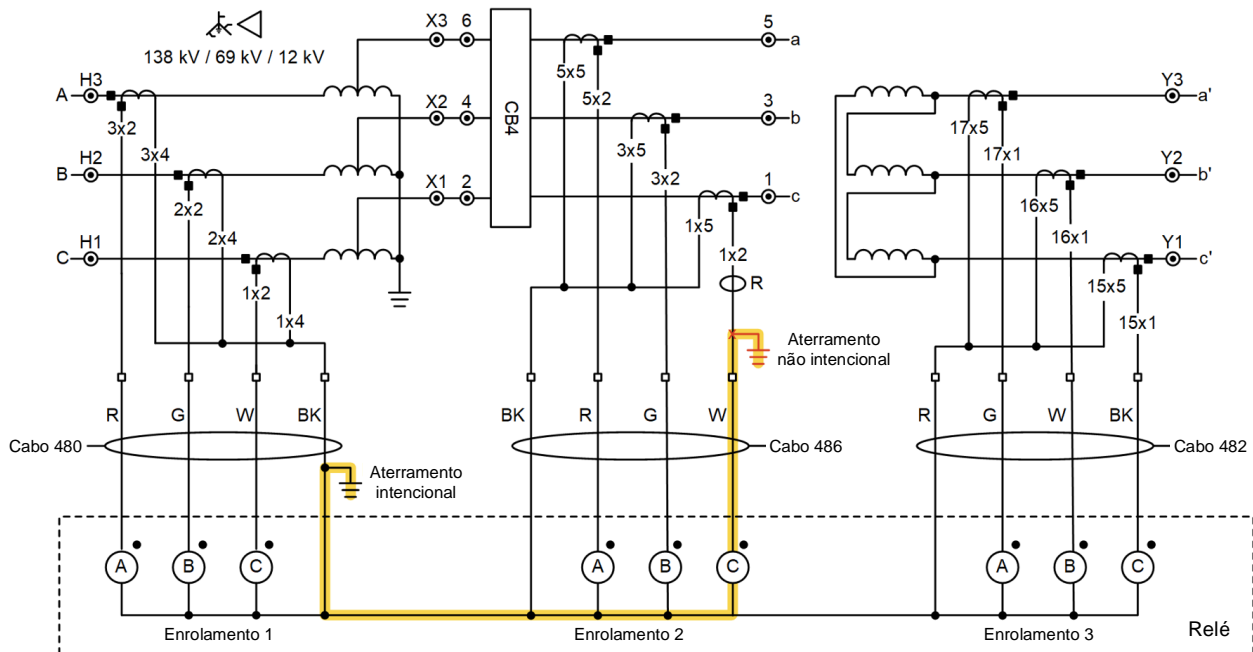 138 kV / 69 kV / 12 kV
A
H3
3x2
3x4
B
H2
2x2
2x4
C
H1
1x2
1x4
X3
6
X2
4
X1
2
CB4
5
a
5x5
5x2
3
b
3x5
3x2
1
c
1x5
1x2
R
Y3
a'
17x5
17x1
Y2
b'
16x5
16x1
Y1
c'
15x5
15x1
Aterramento
não intencional
R
G
W
BK
Cabo 480
BK
R
G
W
Cabo 486
R
G
W
BK
Cabo 482
Aterramento
intencional
A
B
C
A
B
C
A
B
C
Enrolamento 1
Enrolamento 2
Enrolamento 3
Relé